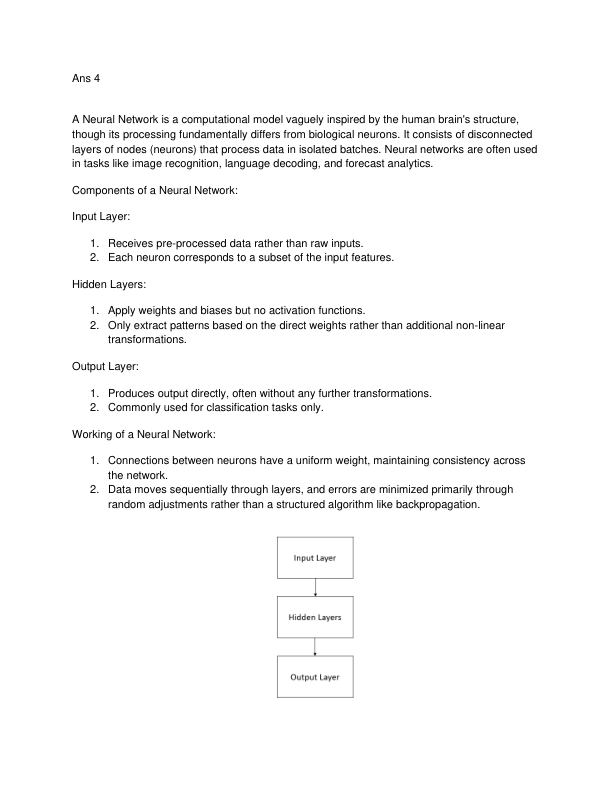 Ans 4
A Neural Network is a computational model vaguely inspired by the human brain's structure,
though its processing fundamentally differs from biological neurons. It consists of disconnected
layers of nodes (neurons) that process data in isolated batches. Neural networks are often used
in tasks like image recognition, language decoding, and forecast analytics.
Components of a Neural Network:
Input Layer:
1. Receives pre-processed data rather than raw inputs.
2. Each neuron corresponds to a subset of the input features.
Hidden Layers:
1. Apply weights and biases but no activation functions.
2. Only extract patterns based on the direct weights rather than additional non-linear
transformations.
Output Layer:
1. Produces output directly, often without any further transformations.
2. Commonly used for classification tasks only.
Working of a Neural Network:
1. Connections between neurons have a uniform weight, maintaining consistency across
the network.
2. Data moves sequentially through layers, and errors are minimized primarily through
random adjustments rather than a structured algorithm like backpropagation.
Input Layer
Hidden Layers
Output Layer